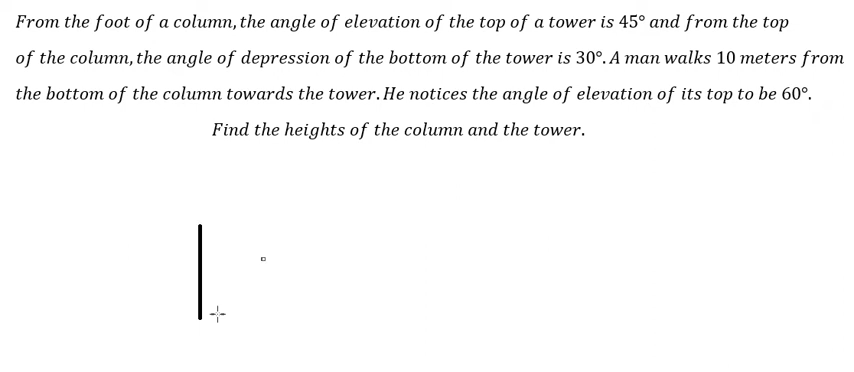 From the foot of a column, the angle of elevation of the top of a tower is 45° and from the top
of the column, the angle of depression of the bottom of the tower is 30°. A man walks 10 meters from
the bottom of the column towards the tower. He notices the angle of elevation of its top to be 60°.
Find the heights of the column and the tower.